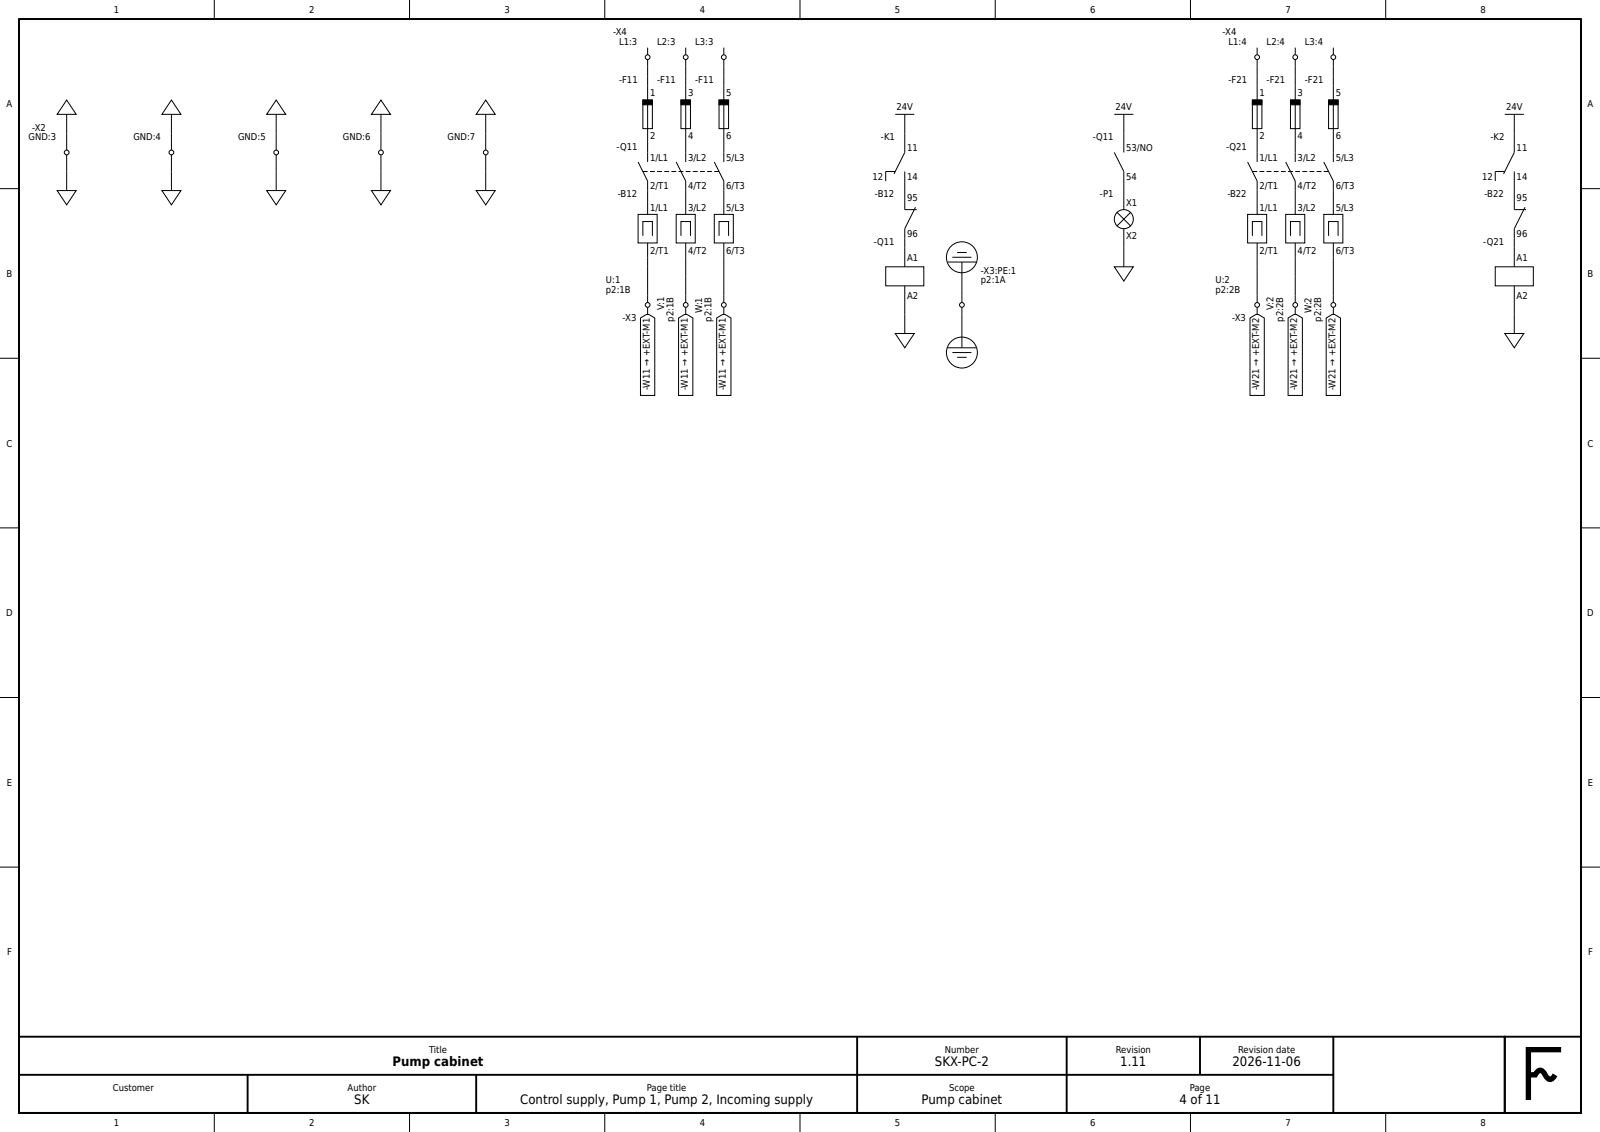 1 2 3 4 5 6 7 8
-X4
L1:3 L2:3 L3:3
-F11 -F11 -F11
1 3 5
2 4 6
-Q11
1/L1 3/L2 5/L3
2/T1 4/T2 6/T3
-B12
1/L1 3/L2 5/L3
2/T1 4/T2 6/T3
U:1
p2:1B
V:1
p2:1B
W:1
p2:1B
-X3
-W11 → +EXT-M1
-W11 → +EXT-M1
-W11 → +EXT-M1
A
-X2
GND:3 GND:4 GND:5 GND:6 GND:7
24V
-K1
11
12 14
-B12
95
96
-Q11
A1
A2
-X3:PE:1
p2:1A
24V
-Q11
53/NO
54
-P1
X1
X2
-X4
L1:4 L2:4 L3:4
-F21 -F21 -F21
1 3 5
2 4 6
-Q21
1/L1 3/L2 5/L3
2/T1 4/T2 6/T3
-B22
1/L1 3/L2 5/L3
2/T1 4/T2 6/T3
U:2
p2:2B
V:2
p2:2B
W:2
p2:2B
-X3
-W21 → +EXT-M2
-W21 → +EXT-M2
-W21 → +EXT-M2
24V
-K2
11
12 14
-B22
95
96
-Q21
A1
A2
A
B B
C C
D D
E E
F F
Title
Pump cabinet
Number
SKX-PC-2
Revision
1.11
Revision date
2026-11-06
Customer
Author
SK
Page title
Control supply, Pump 1, Pump 2, Incoming supply
Scope
Pump cabinet
Page
4 of 11
1 2 3 4 5 6 7 8